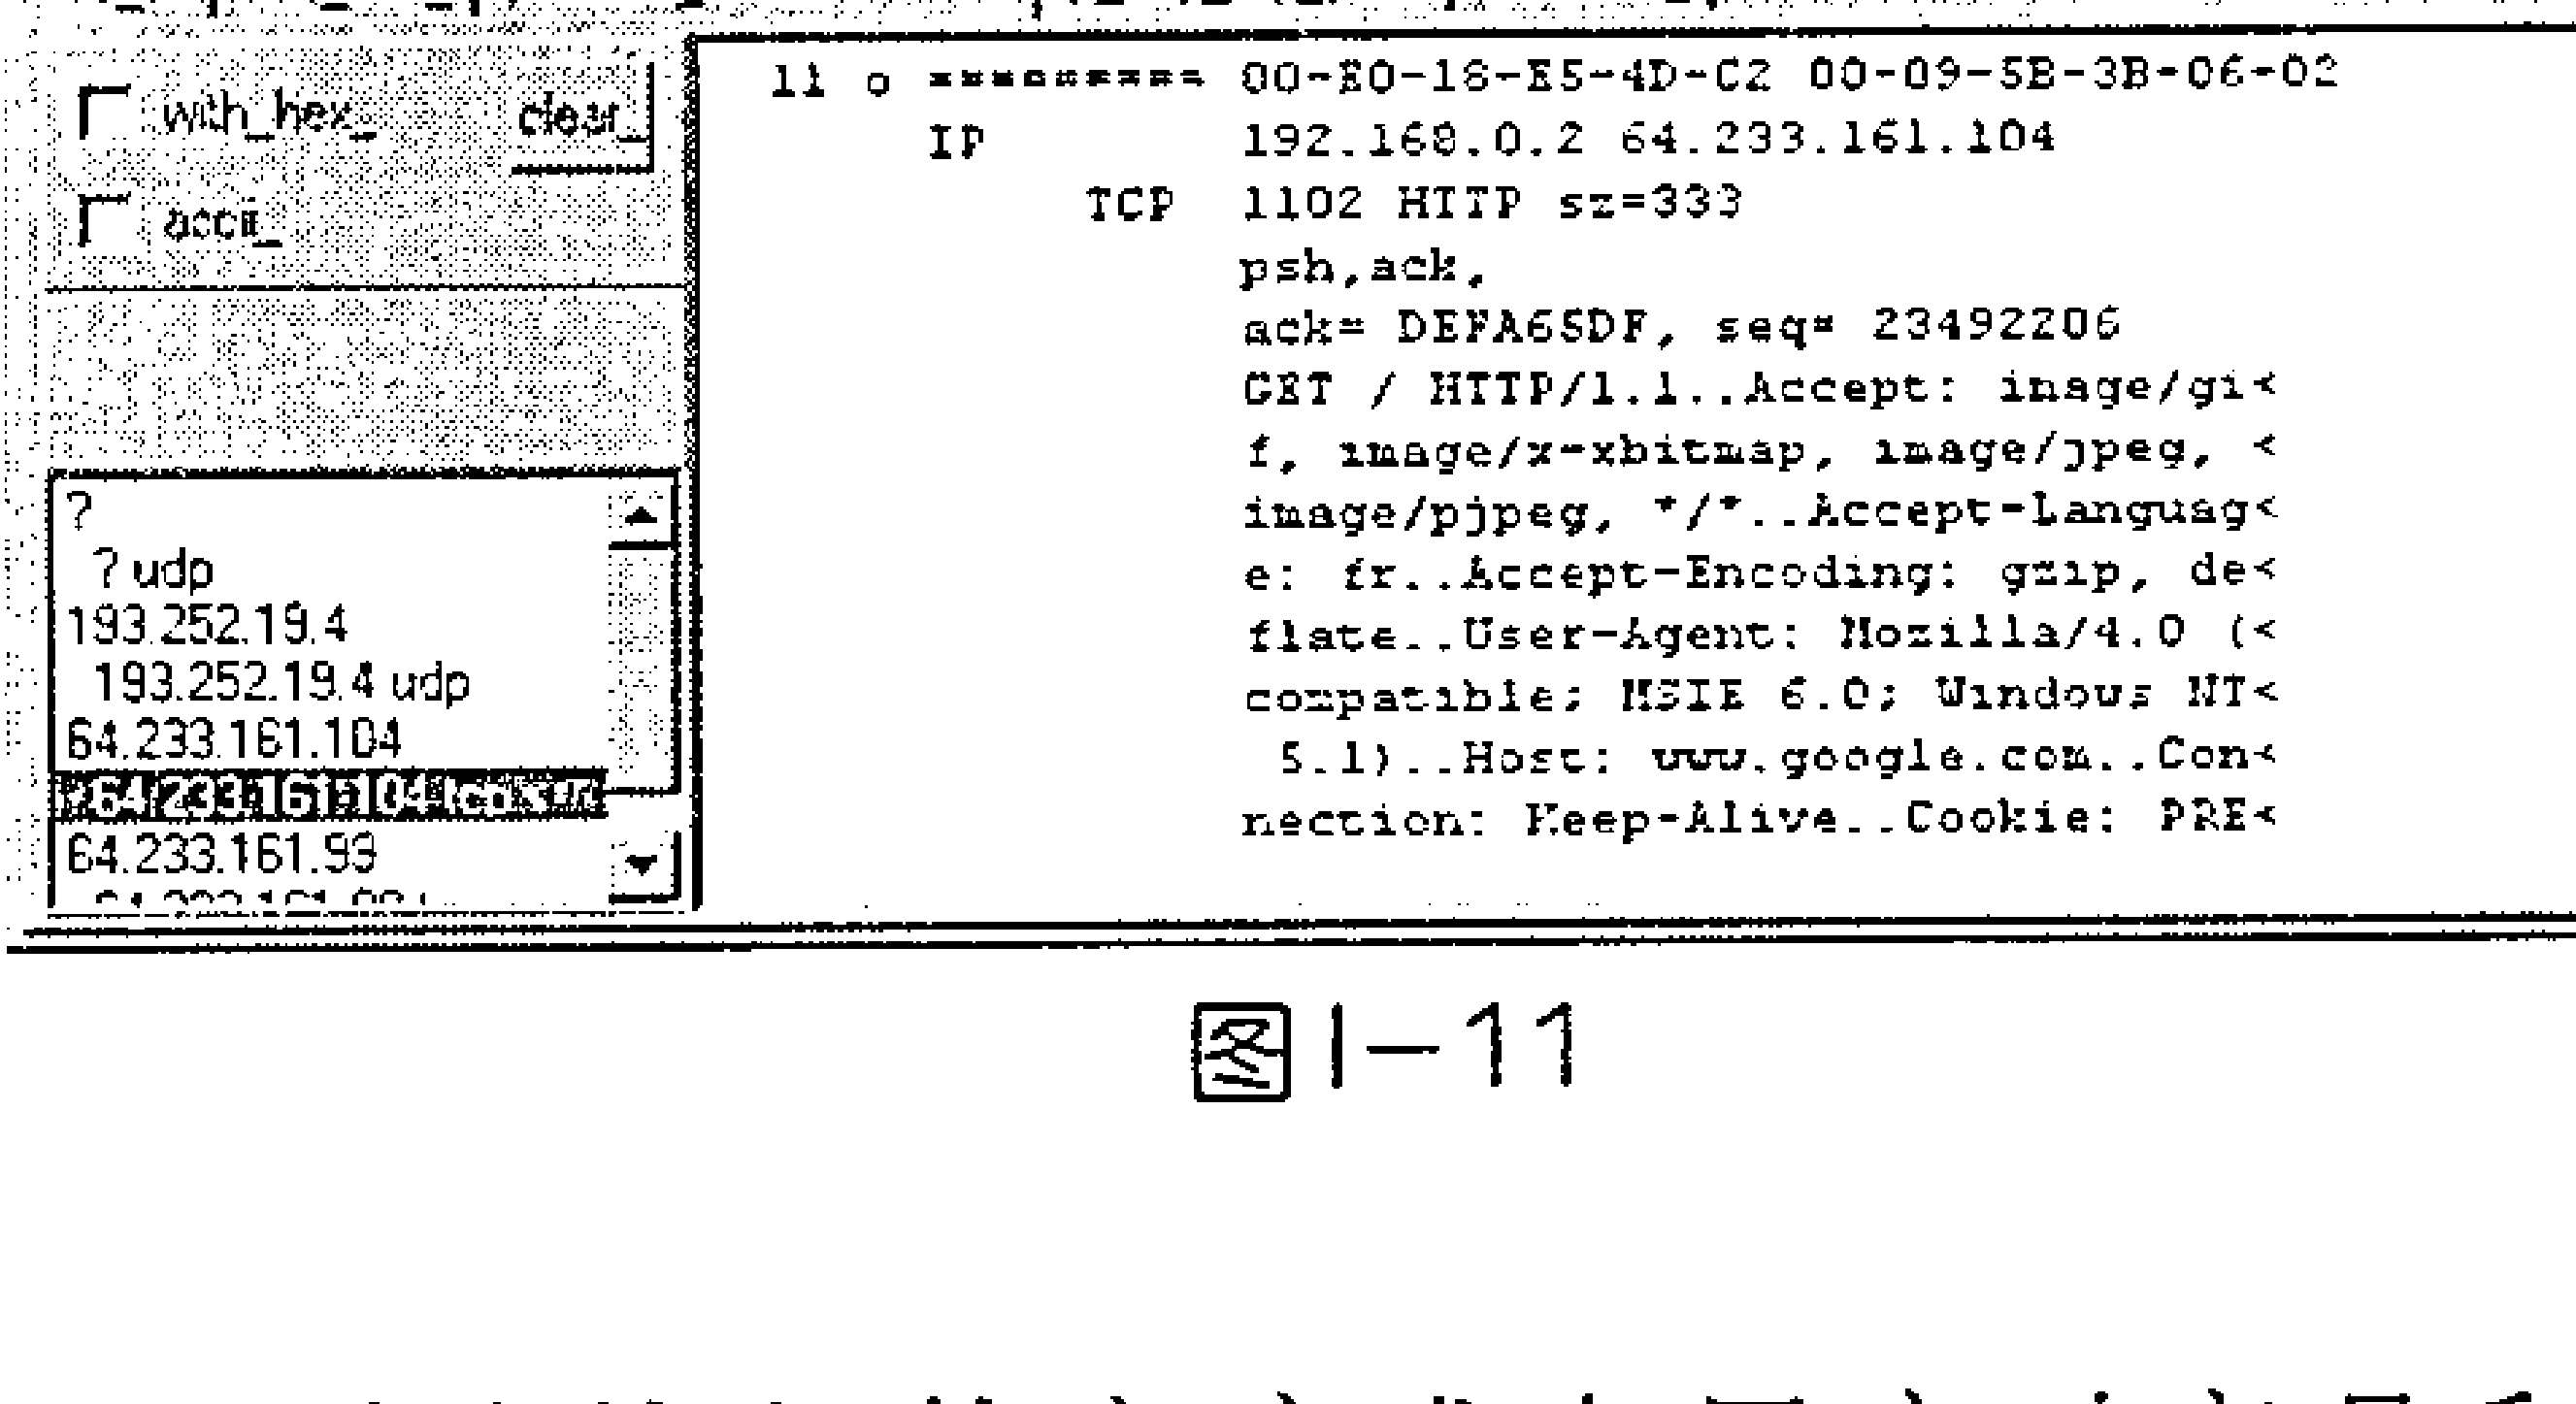 with_hex_ clear_
ascii_
?
? udp
193.252.19.4
193.252.19.4 udp
64.233.161.104
64.233.161.99
11 o ========= 00-E0-18-E5-4D-C2 00-09-5B-3B-06-02
IP 192.168.0.2 64.233.161.104
TCP 1102 HTTP sz=333
psh,ack,
ack= DEFA65DF, seq= 23492206
GET / HTTP/1.1..Accept: image/gi<
f, image/x-xbitmap, image/jpeg, <
image/pjpeg, */*..Accept-Languag<
e: fr..Accept-Encoding: gzip, de<
flate..User-Agent: Mozilla/4.0 (<
compatible; MSIE 6.0; Windows NT<
5.1)..Host: www.google.com..Con<
nection: Keep-Alive..Cookie: PRE<
图1-11